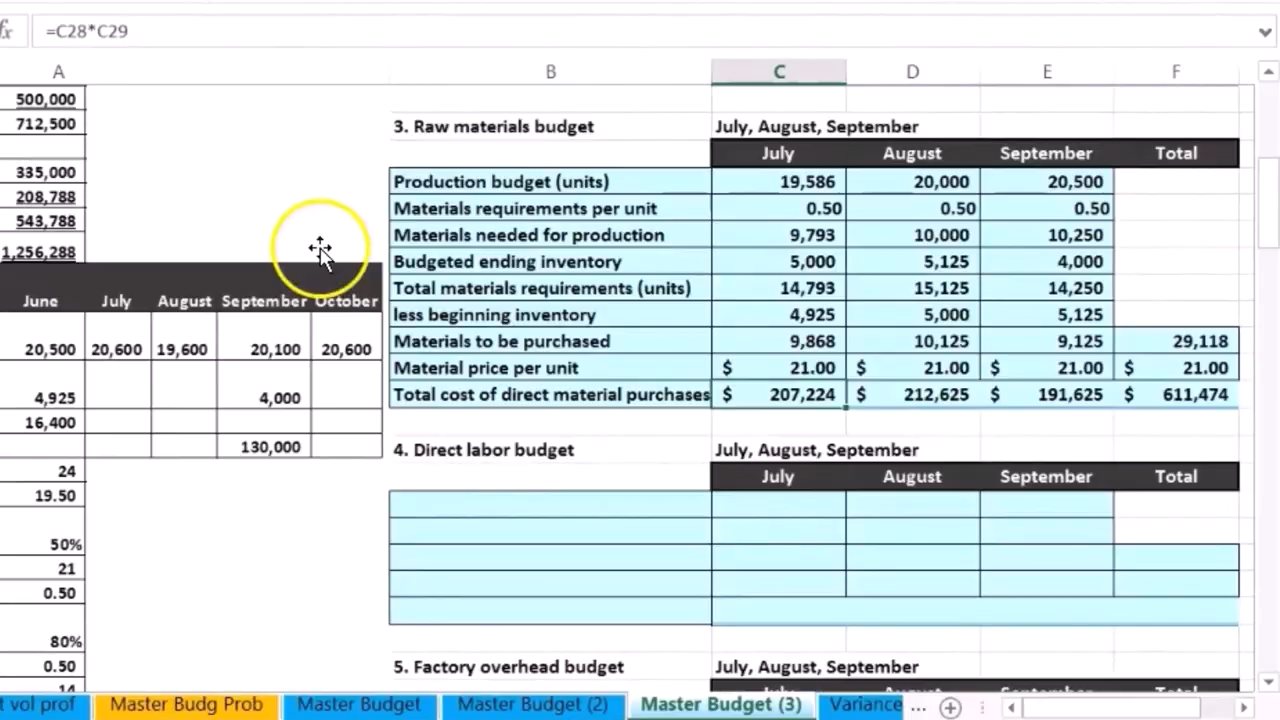 fx =C28*C29
A B C D E F
500,000
712,500 3. Raw materials budget July, August, September
July August September Total
335,000 Production budget (units) 19,586 20,000 20,500
208,788 Materials requirements per unit 0.50 0.50 0.50
543,788 Materials needed for production 9,793 10,000 10,250
1,256,288 Budgeted ending inventory 5,000 5,125 4,000
June July August September October Total materials requirements (units) 14,793 15,125 14,250
less beginning inventory 4,925 5,000 5,125
20,500 20,600 19,600 20,100 20,600 Materials to be purchased 9,868 10,125 9,125 29,118
Material price per unit $ 21.00 $ 21.00 $ 21.00 $ 21.00
4,925 4,000 Total cost of direct material purchases $ 207,224 $ 212,625 $ 191,625 $ 611,474
16,400
130,000 4. Direct labor budget July, August, September
24 July August September Total
19.50
50%
21
0.50
80%
0.50 5. Factory overhead budget July, August, September
14 July August September Total
t vol prof Master Budg Prob Master Budget Master Budget (2) Master Budget (3) Variance ...